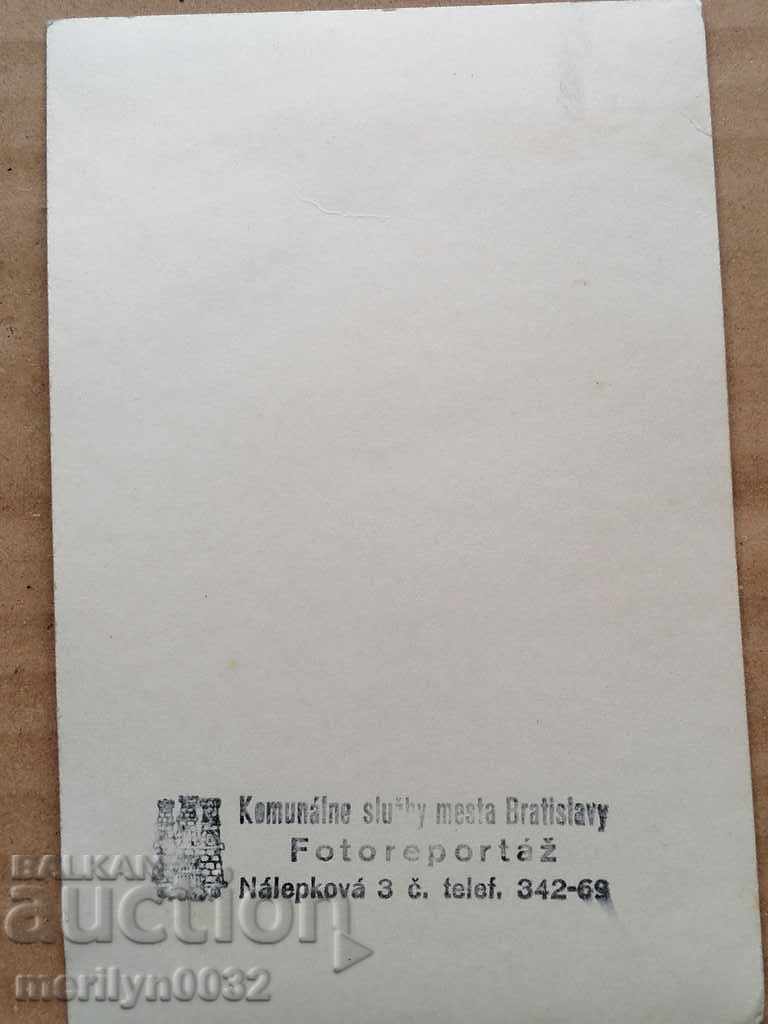 Komunálne služby mesta Bratislavy
Fotoreportáž
Nálepková 3 č. telef. 342-69
BALKAN
auction
merilyn0032